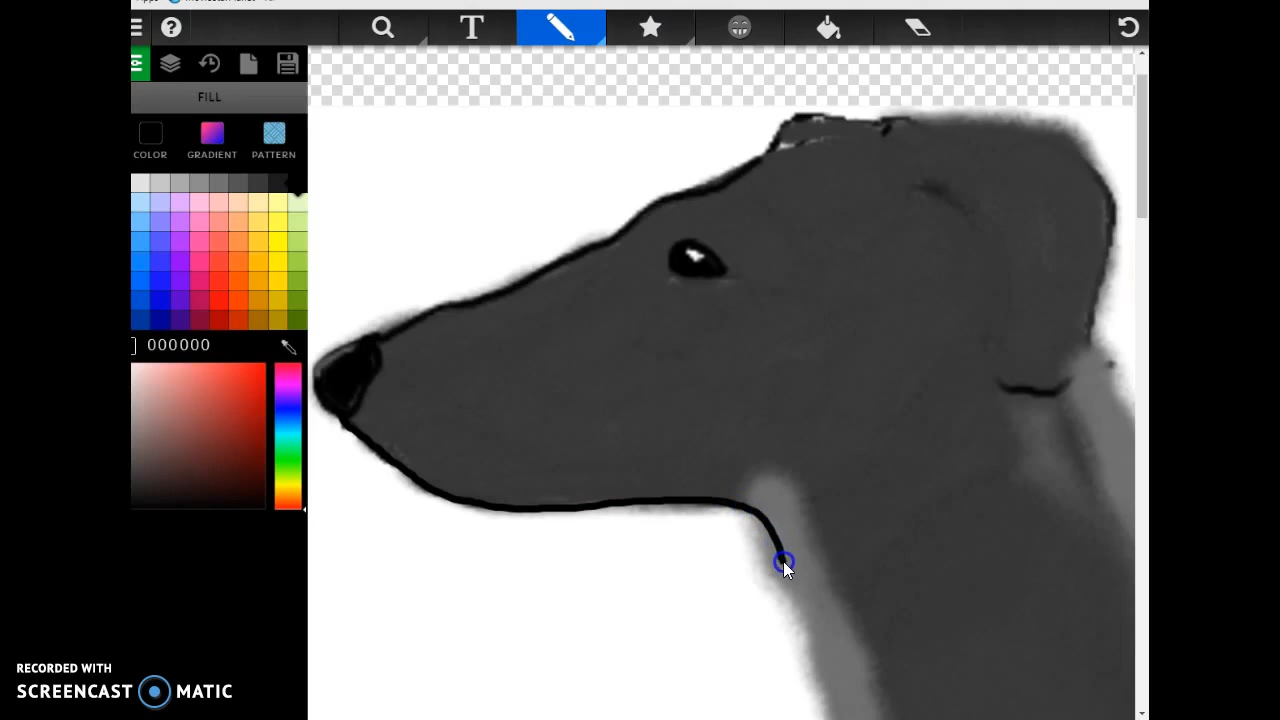 T
FILL
COLOR
GRADIENT
PATTERN
000000
RECORDED WITH
SCREENCAST MATIC